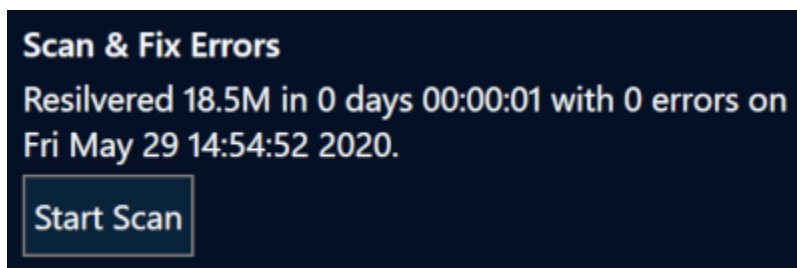 Scan & Fix Errors
Resilvered 18.5M in 0 days 00:00:01 with 0 errors on
Fri May 29 14:54:52 2020.
Start Scan